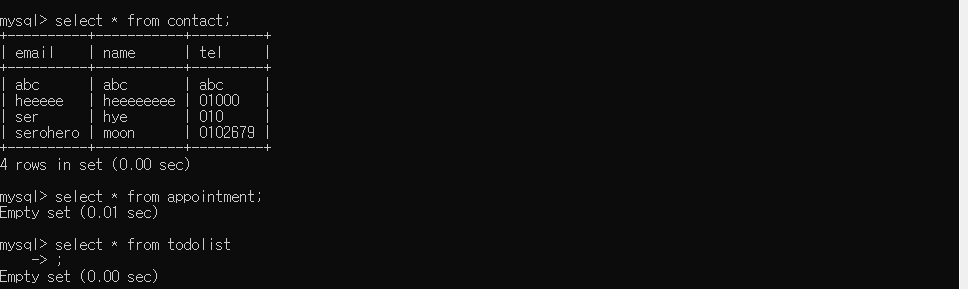 mysql> select * from contact;
+----------+-----------+---------+
| email    | name      | tel     |
+----------+-----------+---------+
| abc      | abc       | abc     |
| heeeee   | heeeeeeee | 01000   |
| ser      | hye       | 010     |
| serohero | moon      | 0102679 |
+----------+-----------+---------+
4 rows in set (0.00 sec)
mysql> select * from appointment;
Empty set (0.01 sec)
mysql> select * from todolist
    -> ;
Empty set (0.00 sec)